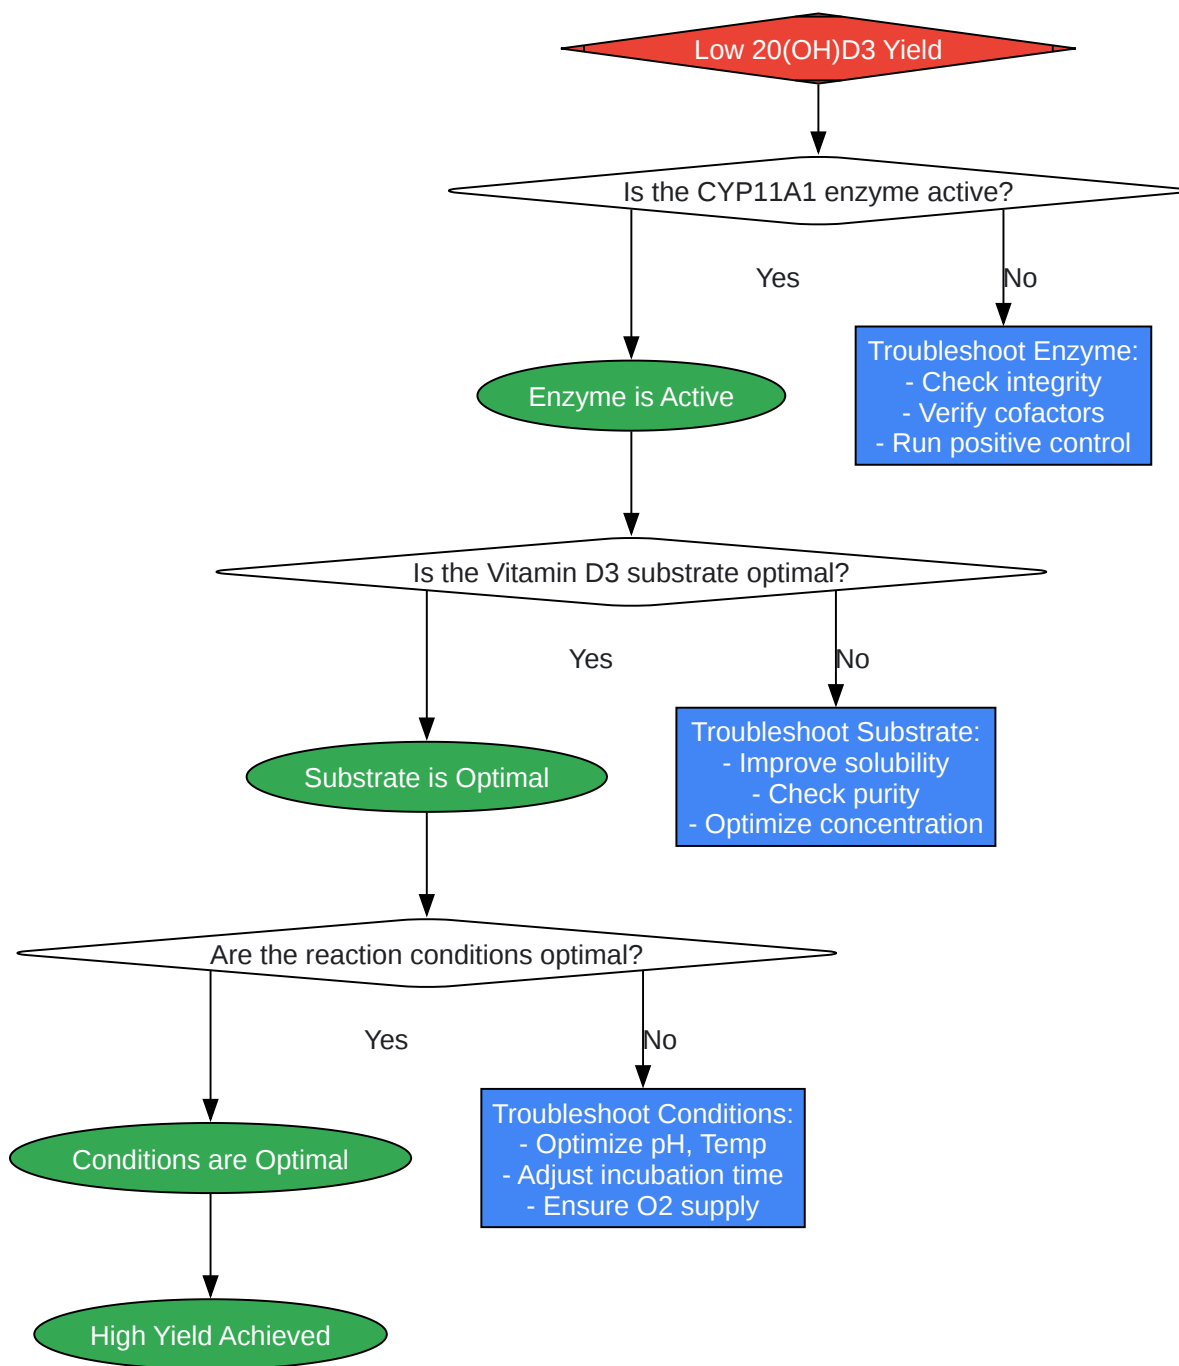 Low 20(OH)D3 Yield
Is the CYP11A1 enzyme active?
Yes
No
Enzyme is Active
Troubleshoot Enzyme:
- Check integrity
- Verify cofactors
- Run positive control
Is the Vitamin D3 substrate optimal?
Yes
No
Substrate is Optimal
Troubleshoot Substrate:
- Improve solubility
- Check purity
- Optimize concentration
Are the reaction conditions optimal?
Yes
No
Conditions are Optimal
Troubleshoot Conditions:
- Optimize pH, Temp
- Adjust incubation time
- Ensure O2 supply
High Yield Achieved